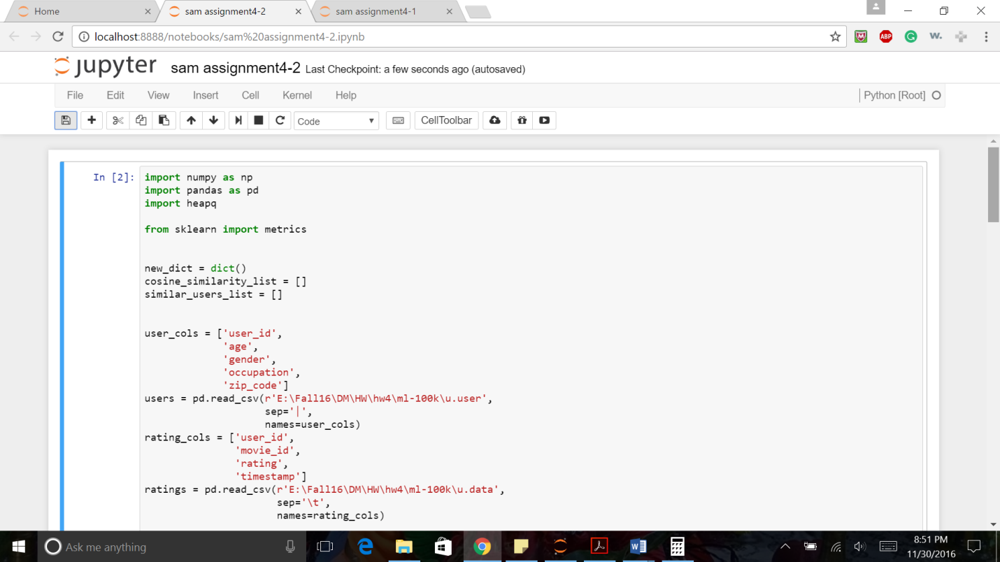 Home
sam assignment4-2
sam assignment4-1
localhost:8888/notebooks/sam%20assignment4-2.ipynb
ABP
G
w.
jupyter sam assignment4-2 Last Checkpoint: a few seconds ago (autosaved)
File Edit View Insert Cell Kernel Help
Python [Root]
Code
CellToolbar
In [2]:
import numpy as np
import pandas as pd
import heapq
from sklearn import metrics
new_dict = dict()
cosine_similarity_list = []
similar_users_list = []
user_cols = ['user_id',
'age',
'gender',
'occupation',
'zip_code']
users = pd.read_csv(r'E:\Fall16\DM\HW\hw4\ml-100k\u.user',
sep='|',
names=user_cols)
rating_cols = ['user_id',
'movie_id',
'rating',
'timestamp']
ratings = pd.read_csv(r'E:\Fall16\DM\HW\hw4\ml-100k\u.data',
sep='\t',
names=rating_cols)
Ask me anything
8:51 PM
11/30/2016